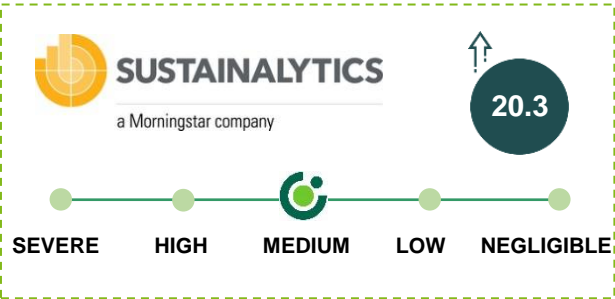 SUSTAINALYTICS
a Morningstar company
20.3
SEVERE HIGH MEDIUM LOW NEGLIGIBLE